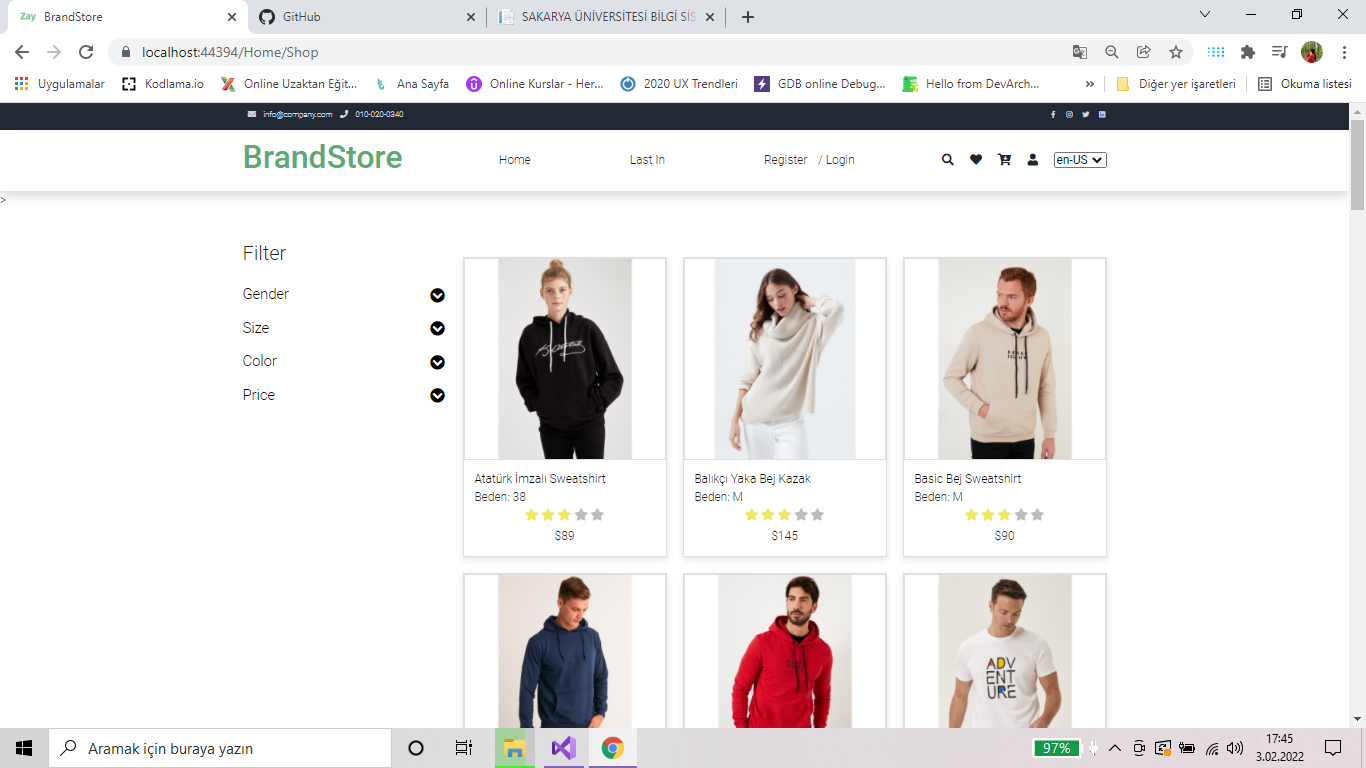 Zay BrandStore
GitHub
SAKARYA ÜNİVERSİTESİ BİLGİ SİS
localhost:44394/Home/Shop
Uygulamalar
Kodlama.io
Online Uzaktan Eğit...
Ana Sayfa
Online Kurslar - Her...
2020 UX Trendleri
GDB online Debug...
Hello from DevArch...
»
Diğer yer işaretleri
Okuma listesi
info@company.com
010-020-0340
BrandStore
Home
Last In
Register / Login
en-US
>
Filter
Gender
Size
Color
Price
Atatürk İmzalı Sweatshirt
Beden: 38
$89
Balıkçı Yaka Bej Kazak
Beden: M
$145
Basic Bej Sweatshirt
Beden: M
$90
ADV
ENT
URE
Aramak için buraya yazın
97%
17:45
3.02.2022